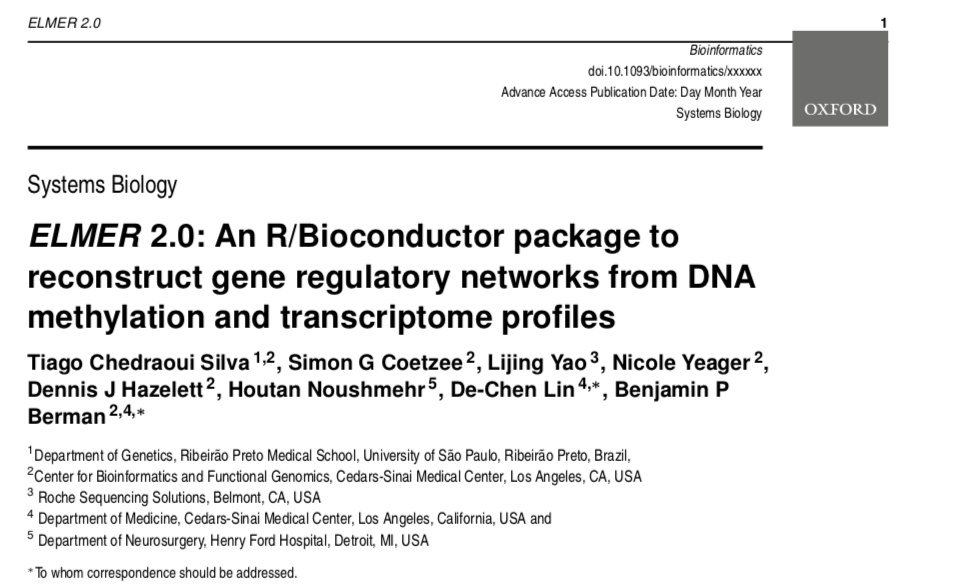 ELMER 2.0 1
Bioinformatics
doi.10.1093/bioinformatics/xxxxxx
Advance Access Publication Date: Day Month Year
Systems Biology
OXFORD
Systems Biology
ELMER 2.0: An R/Bioconductor package to
reconstruct gene regulatory networks from DNA
methylation and transcriptome profiles
Tiago Chedraoui Silva 1,2, Simon G Coetzee 2, Lijing Yao 3, Nicole Yeager 2,
Dennis J Hazelett 2, Houtan Noushmehr 5, De-Chen Lin 4,*, Benjamin P
Berman 2,4,*
1 Department of Genetics, Ribeirão Preto Medical School, University of São Paulo, Ribeirão Preto, Brazil,
2 Center for Bioinformatics and Functional Genomics, Cedars-Sinai Medical Center, Los Angeles, CA, USA
3 Roche Sequencing Solutions, Belmont, CA, USA
4 Department of Medicine, Cedars-Sinai Medical Center, Los Angeles, California, USA and
5 Department of Neurosurgery, Henry Ford Hospital, Detroit, MI, USA
*To whom correspondence should be addressed.